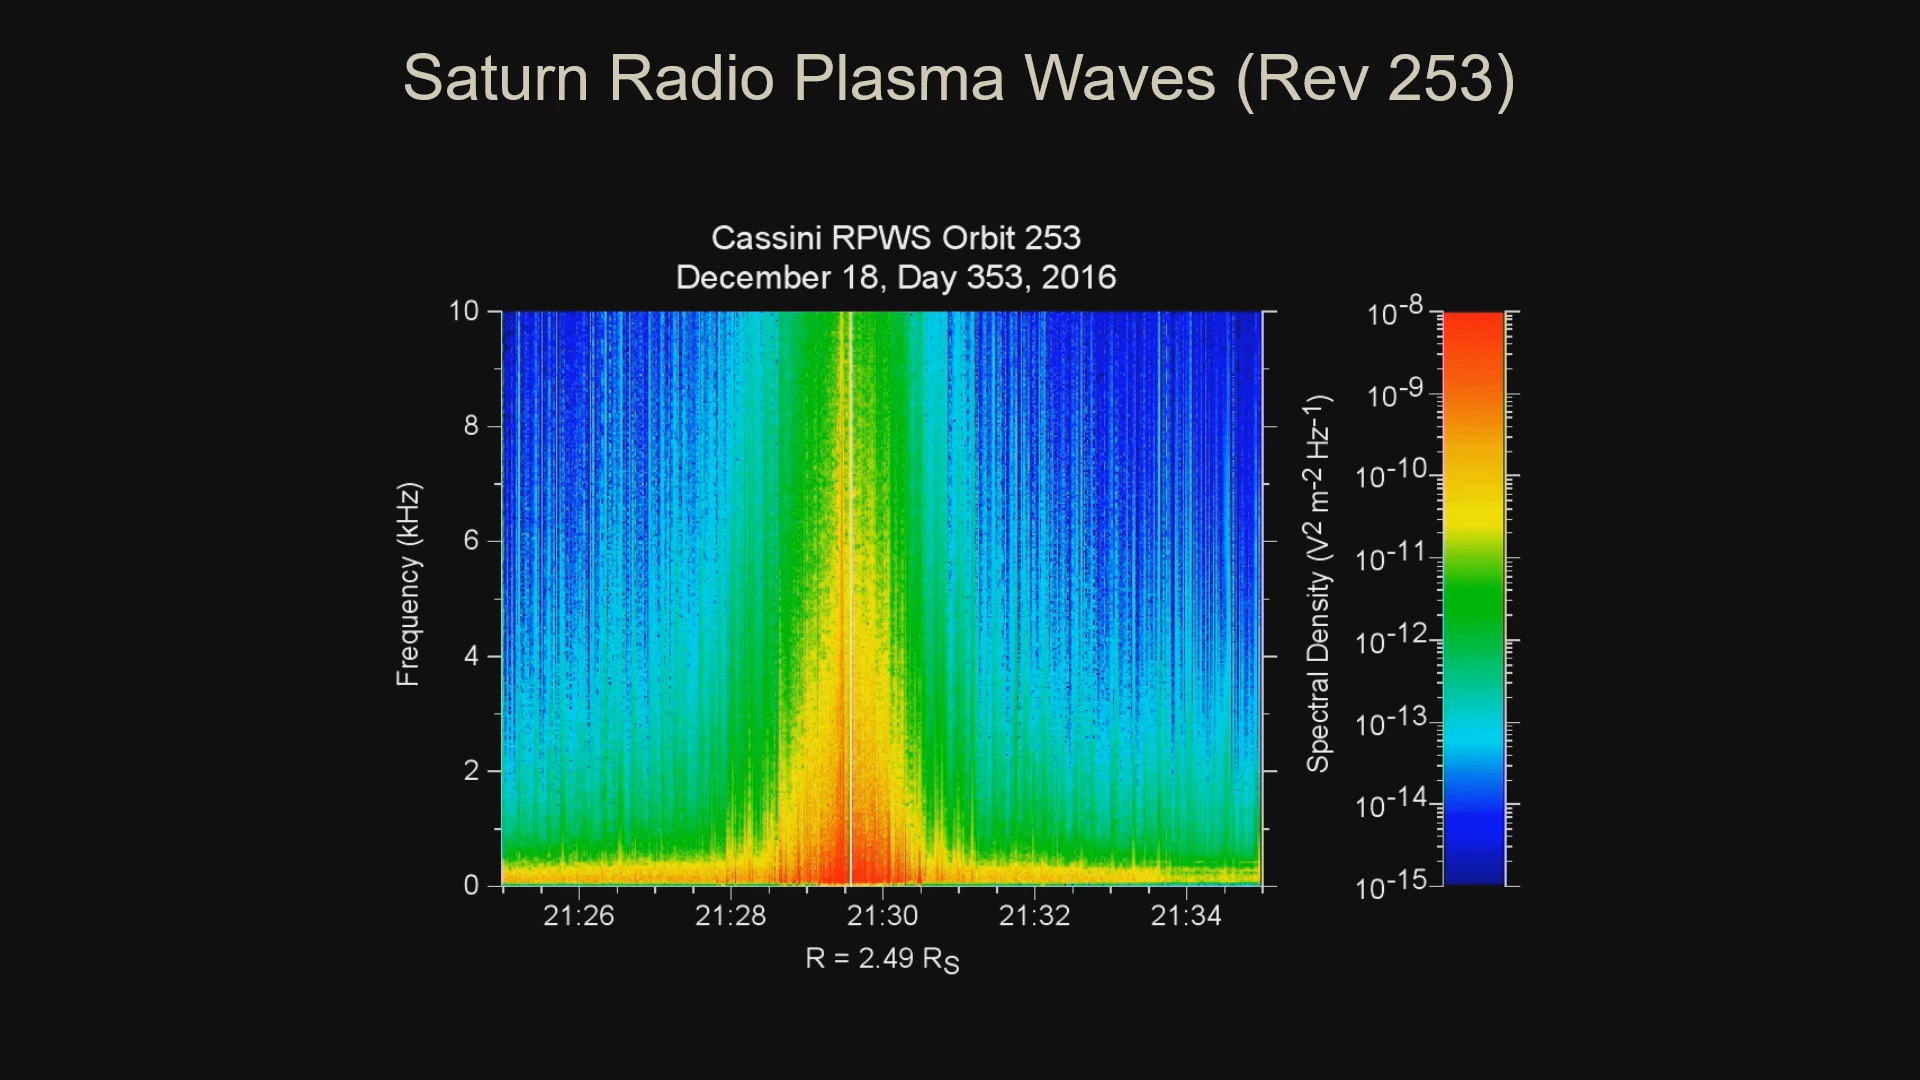 Saturn Radio Plasma Waves (Rev 253)
Cassini RPWS Orbit 253
December 18, Day 353, 2016
10
8
6
4
2
0
Frequency (kHz)
21:26 21:28 21:30 21:32 21:34
R = 2.49 RS
Spectral Density (V2 m-2 Hz-1)
10-8
10-9
10-10
10-11
10-12
10-13
10-14
10-15